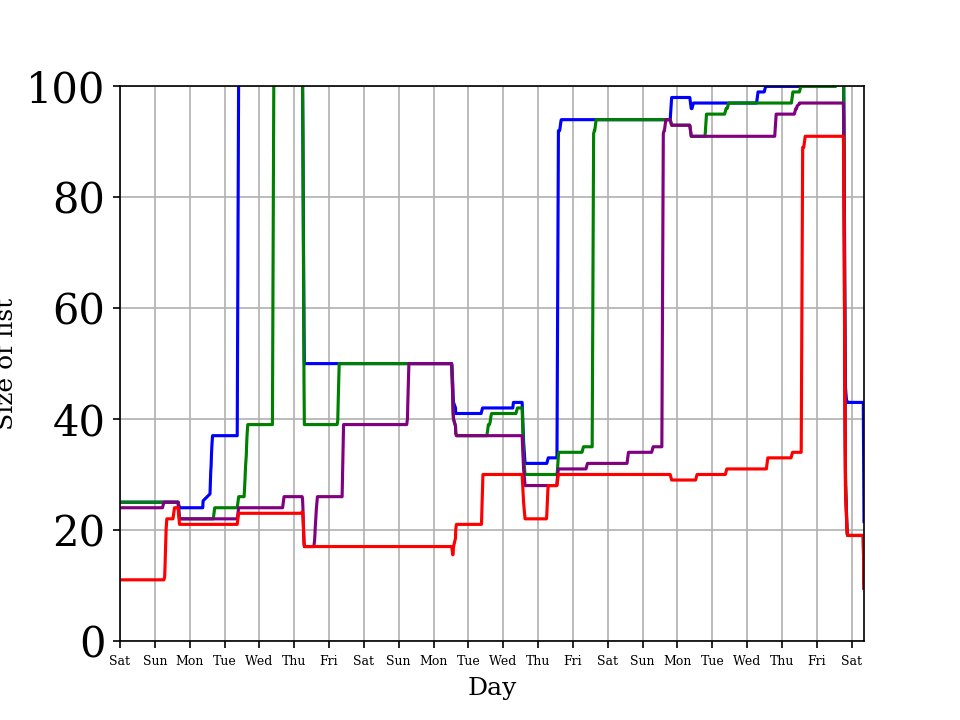 100
80
60
40
20
0
Size of list
Sat Sun Mon Tue Wed Thu Fri Sat Sun Mon Tue Wed Thu Fri Sat Sun Mon Tue Wed Thu Fri Sat
Day